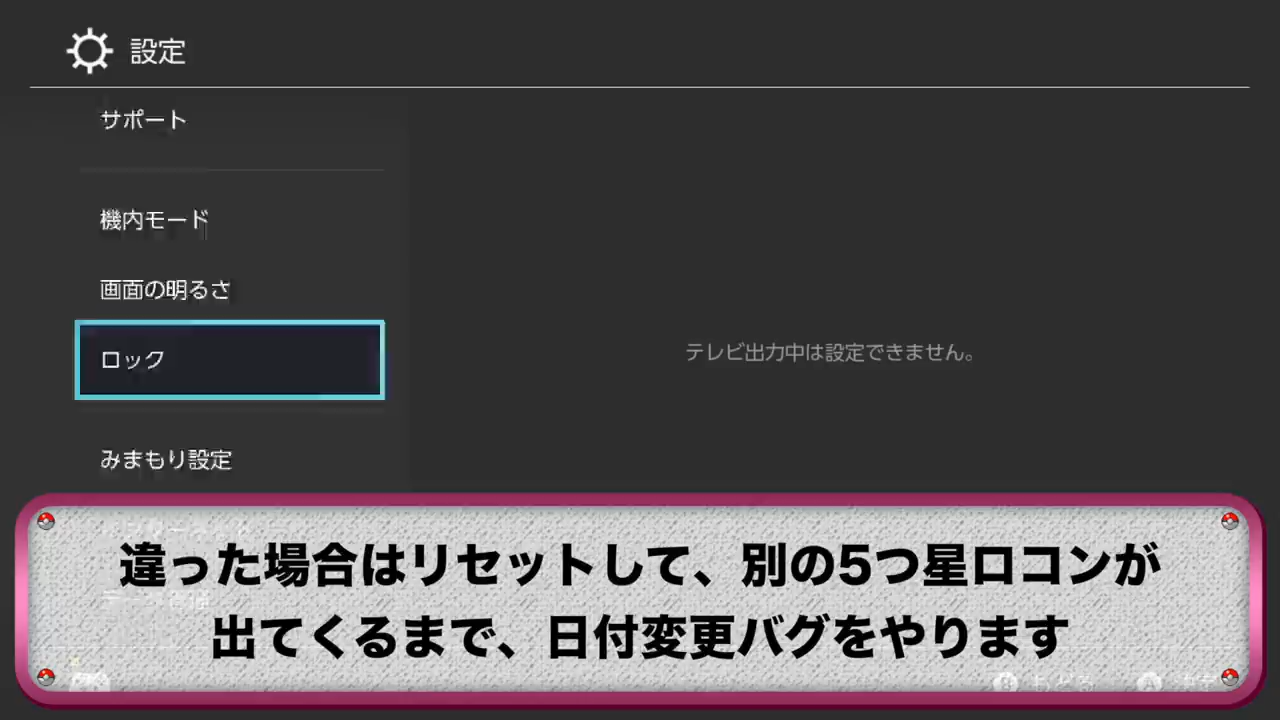 設定
サポート
機内モード
画面の明るさ
ロック
テレビ出力中は設定できません。
みまもり設定
違った場合はリセットして、別の5つ星ロコンが
出てくるまで、日付変更バグをやります